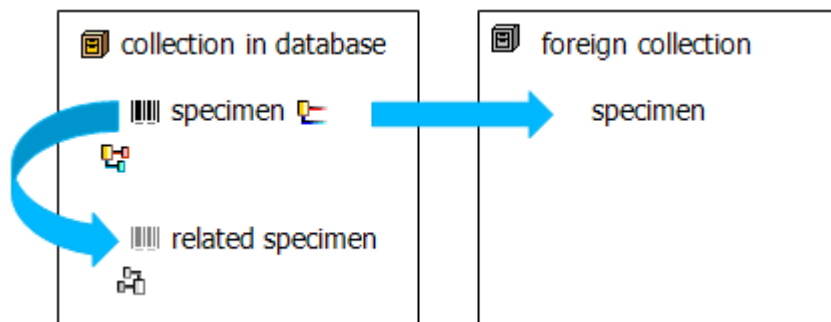 collection in database
foreign collection
specimen
specimen
related specimen